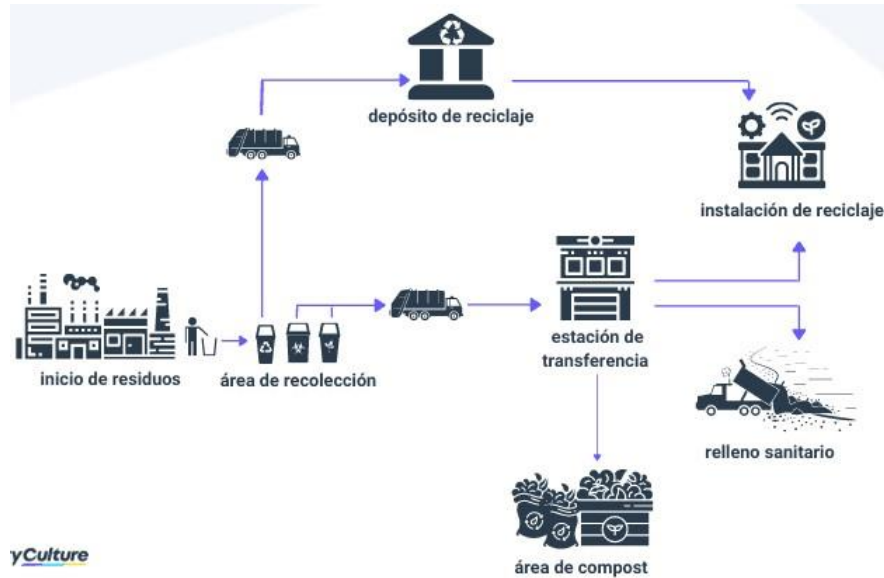 depósito de reciclaje
instalación de reciclaje
inicio de residuos
área de recolección
estación de
transferencia
relleno sanitario
área de compost
yCulture